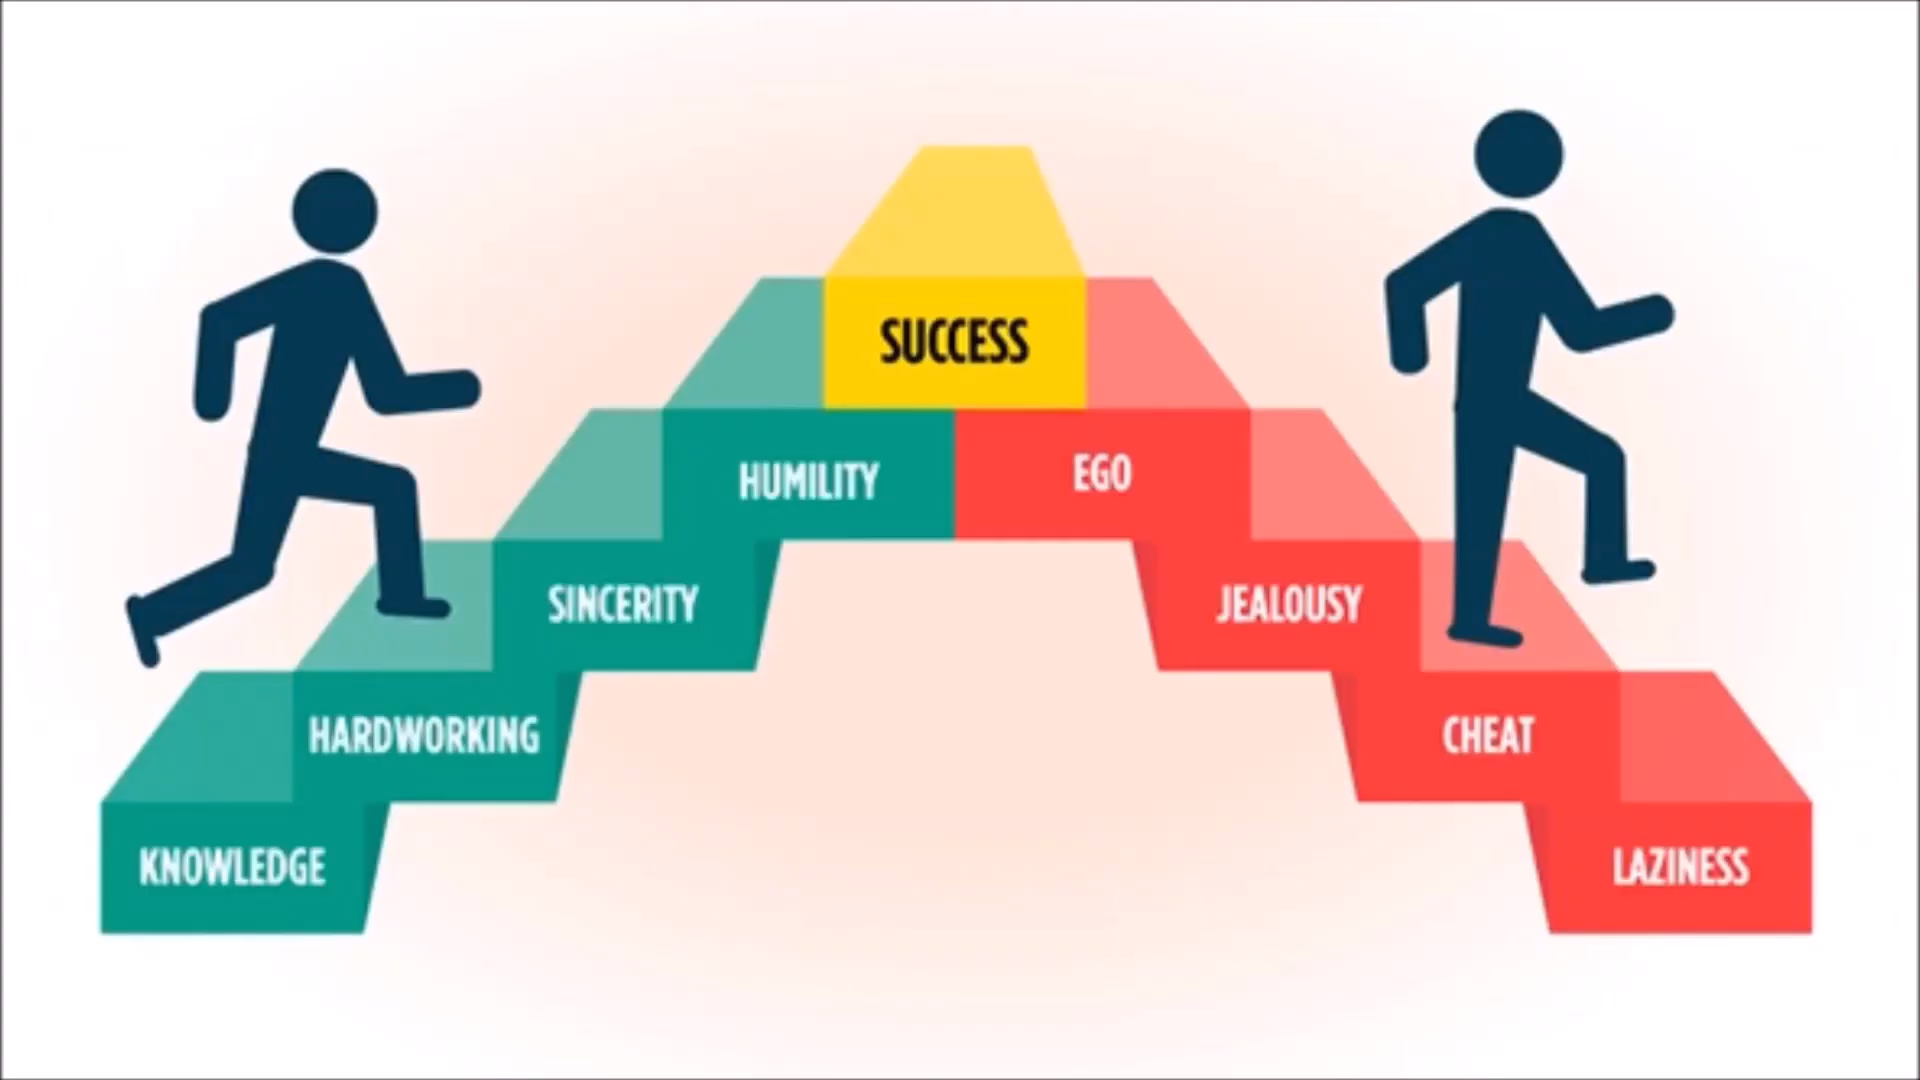 SUCCESS
HUMILITY
EGO
SINCERITY
JEALOUSY
HARDWORKING
CHEAT
KNOWLEDGE
LAZINESS